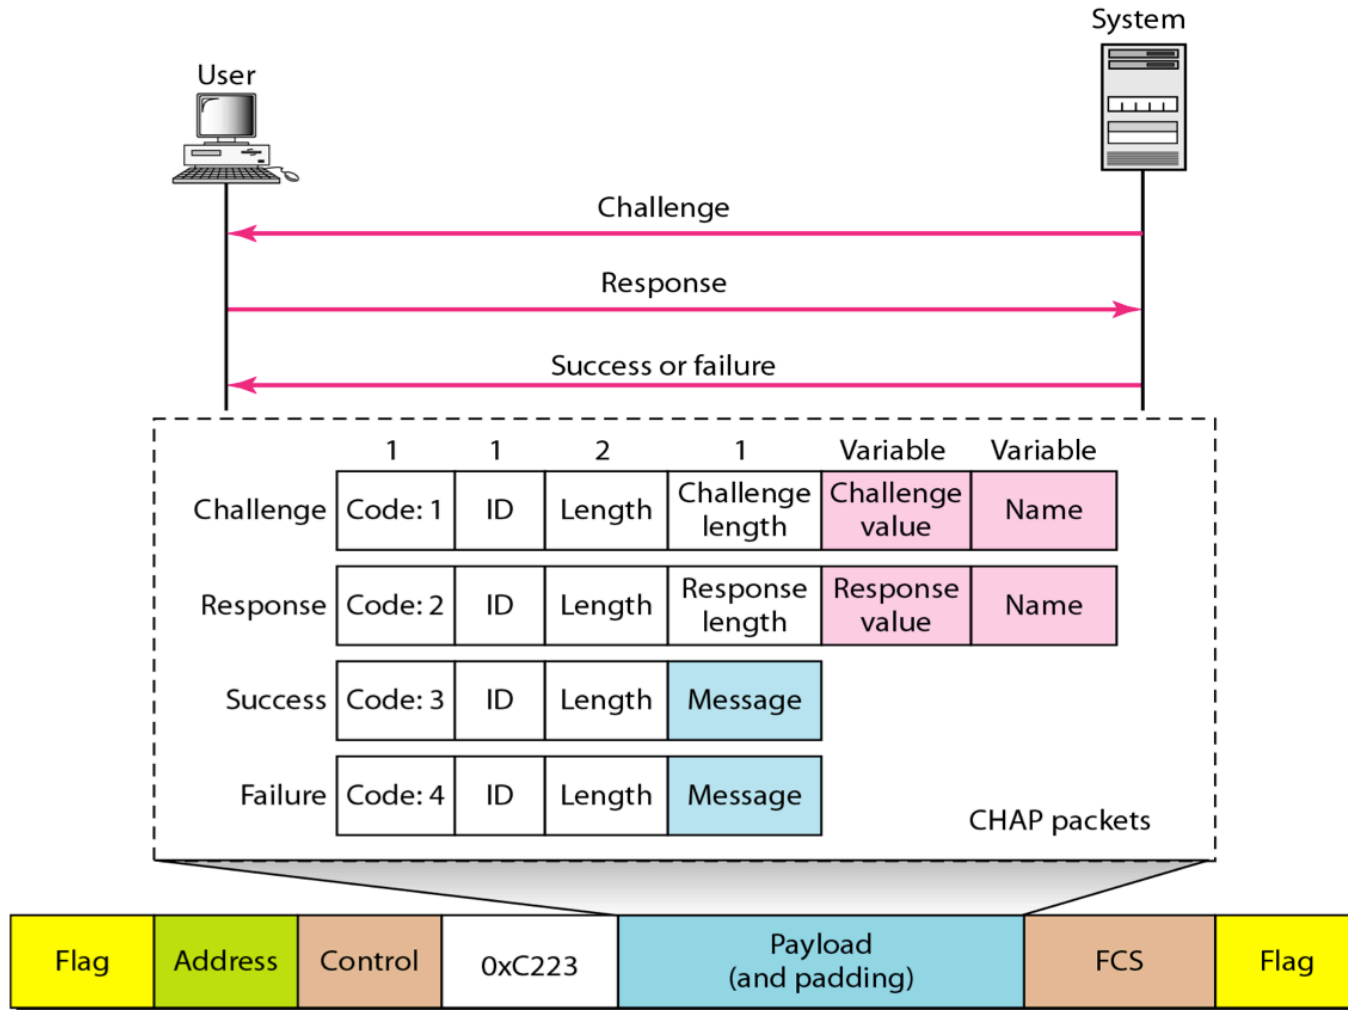 System
User
Challenge
Response
Success or failure
1 1 2 1 Variable Variable
Challenge Code: 1 ID Length Challenge length Challenge value Name
Response Code: 2 ID Length Response length Response value Name
Success Code: 3 ID Length Message
Failure Code: 4 ID Length Message
CHAP packets
Flag Address Control 0xC223 Payload (and padding) FCS Flag